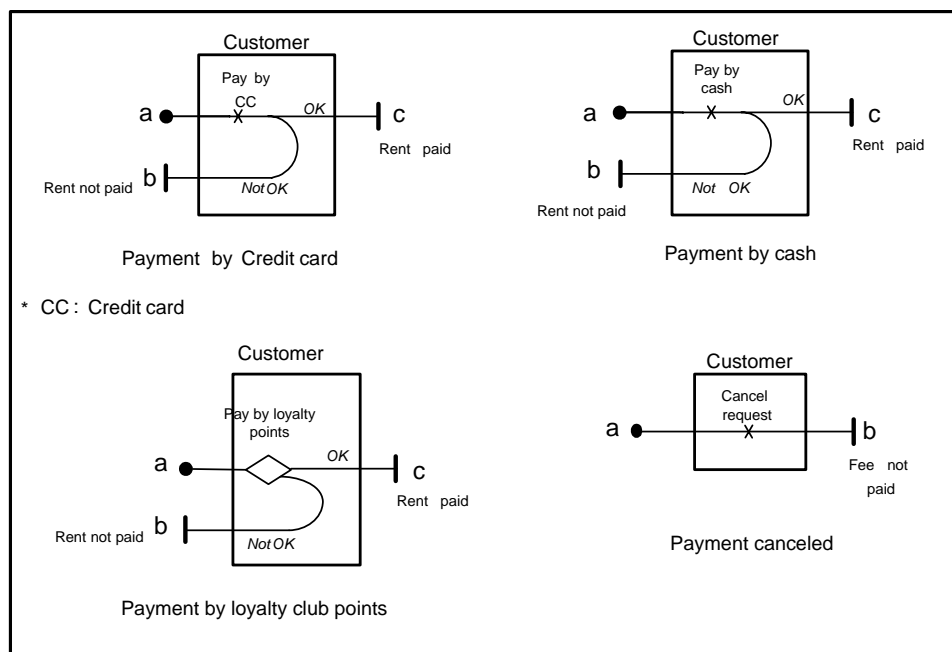 Customer
Pay by
CC
OK
a
c
Rent paid
b
Rent not paid
Not OK
Payment by Credit card
Customer
Pay by
cash
OK
a
c
Rent paid
b
Rent not paid
Not OK
Payment by cash
* CC : Credit card
Customer
Pay by loyalty
points
OK
a
c
Rent paid
b
Rent not paid
Not OK
Payment by loyalty club points
Customer
Cancel
request
a
b
Fee not
paid
Payment canceled